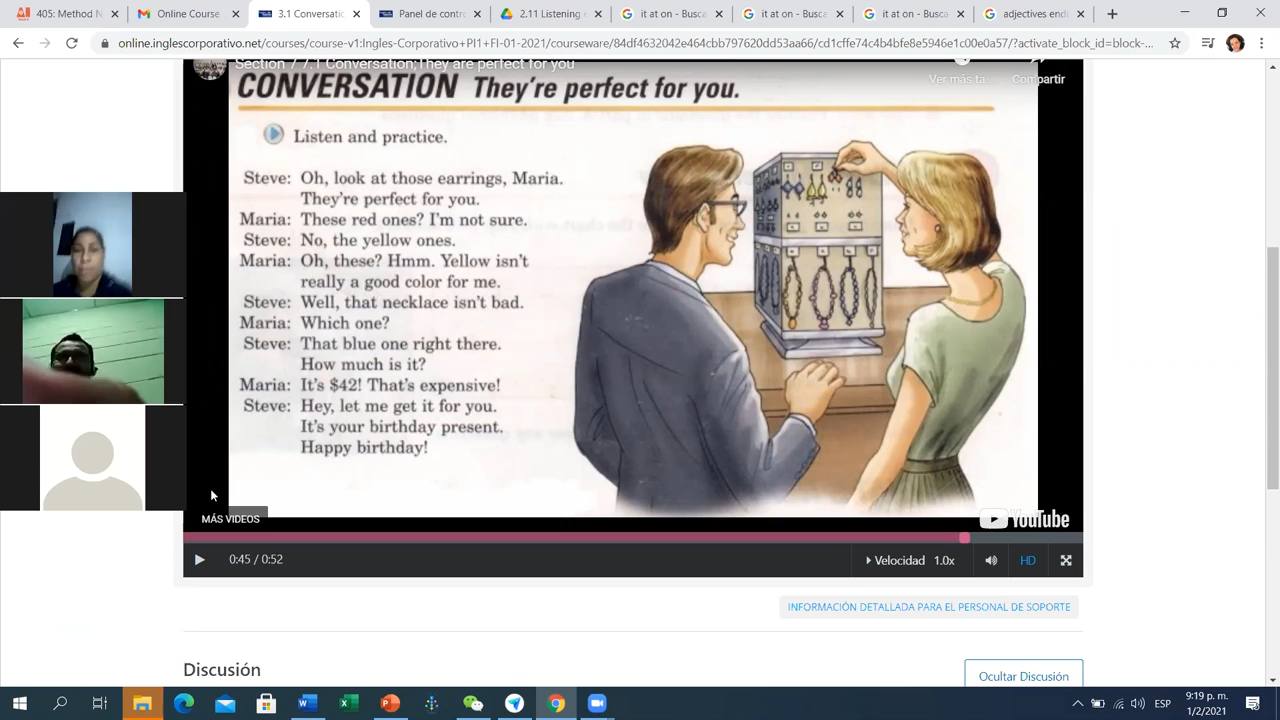 405: Method N
Online Course
3.1 Conversatio
Panel de contr
2.11 Listening e
it at on - Busca
it at on - Busca
it at on - Busca
adjectives endi
online.inglescorporativo.net/courses/course-v1:Ingles-Corporativo+PI1+FI-01-2021/courseware/84df4632042e464cbb797620dd53aa66/cd1cffe74c4b4bfe8e5946e1c00e0a57/?activate_block_id=block-...
Section 7 7.1 Conversation;They are perfect for you
Ver más ta...
Compartir
CONVERSATION They're perfect for you.
Listen and practice.
Steve: Oh, look at those earrings, Maria.
They're perfect for you.
Maria: These red ones? I'm not sure.
Steve: No, the yellow ones.
Maria: Oh, these? Hmm. Yellow isn't
really a good color for me.
Steve: Well, that necklace isn't bad.
Maria: Which one?
Steve: That blue one right there.
How much is it?
Maria: It's $42! That's expensive!
Steve: Hey, let me get it for you.
It's your birthday present.
Happy birthday!
MÁS VIDEOS
YouTube
0:45 / 0:52
Velocidad 1.0x
HD
INFORMACIÓN DETALLADA PARA EL PERSONAL DE SOPORTE
Discusión
Ocultar Discusión
ESP
9:19 p. m.
1/2/2021